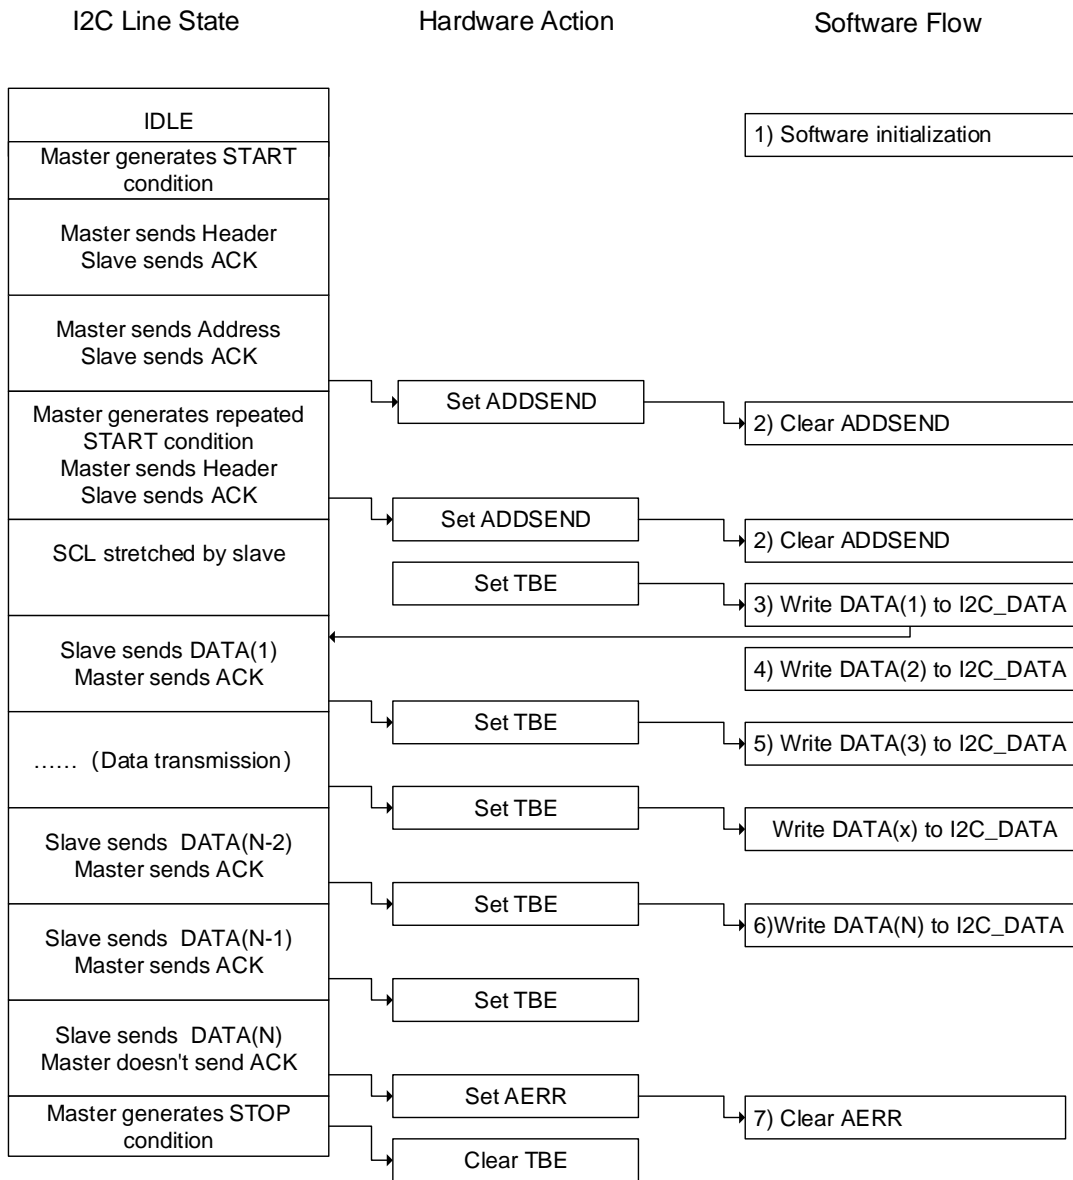 I2C Line State
Hardware Action
Software Flow
IDLE
1) Software initialization
Master generates START
condition
Master sends Header
Slave sends ACK
Master sends Address
Slave sends ACK
Set ADDSEND
2) Clear ADDSEND
Master generates repeated
START condition
Master sends Header
Slave sends ACK
Set ADDSEND
2) Clear ADDSEND
SCL stretched by slave
Set TBE
3) Write DATA(1) to I2C_DATA
Slave sends DATA(1)
Master sends ACK
4) Write DATA(2) to I2C_DATA
Set TBE
5) Write DATA(3) to I2C_DATA
…… (Data transmission)
Set TBE
Write DATA(x) to I2C_DATA
Slave sends DATA(N-2)
Master sends ACK
Set TBE
6)Write DATA(N) to I2C_DATA
Slave sends DATA(N-1)
Master sends ACK
Set TBE
Slave sends DATA(N)
Master doesn't send ACK
Set AERR
7) Clear AERR
Master generates STOP
condition
Clear TBE